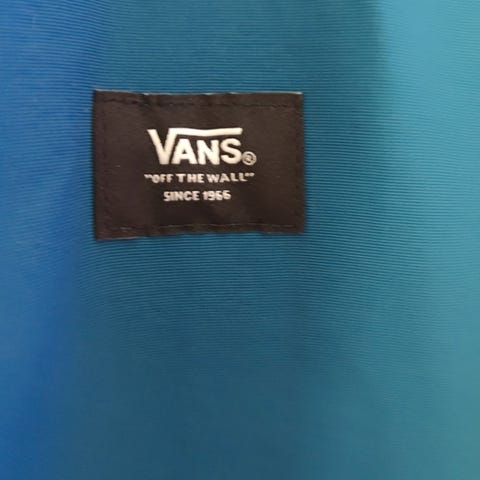 VANS®
"OFF THE WALL"
SINCE 1966